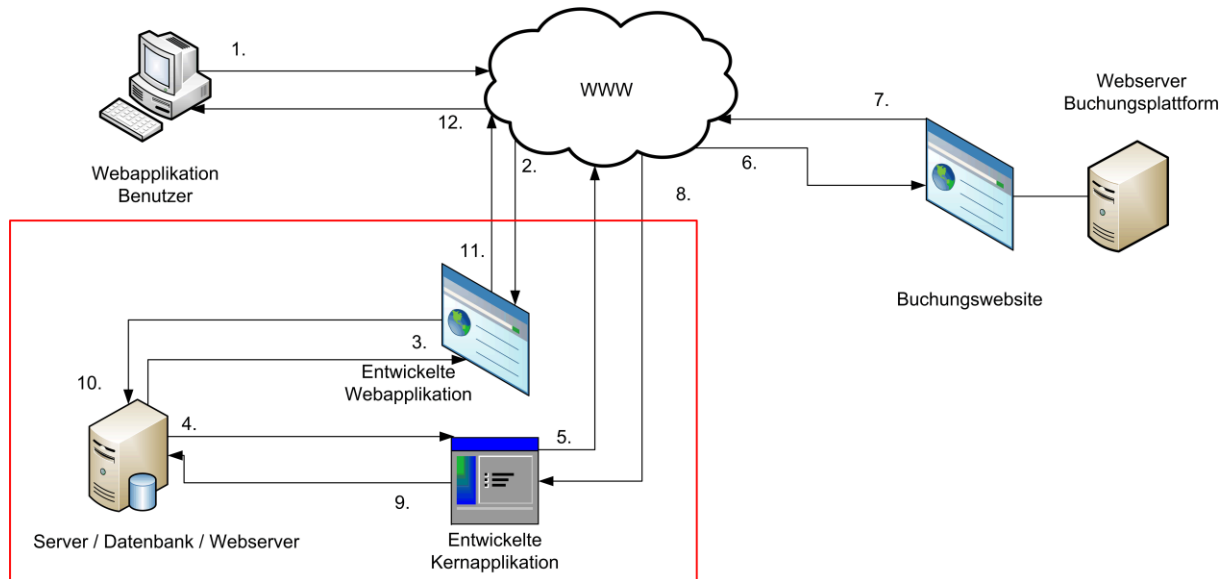 1.
WWW
Webserver
Buchungsplattform
7.
12.
2.
6.
Webapplikation
Benutzer
8.
11.
Buchungswebsite
3.
Entwickelte
Webapplikation
10.
4.
5.
9.
Server / Datenbank / Webserver
Entwickelte
Kernapplikation